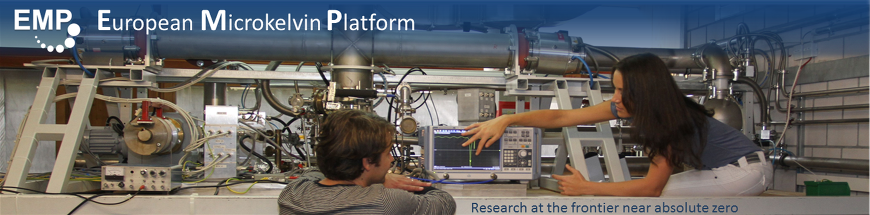 EMP European Microkelvin Platform
Research at the frontier near absolute zero